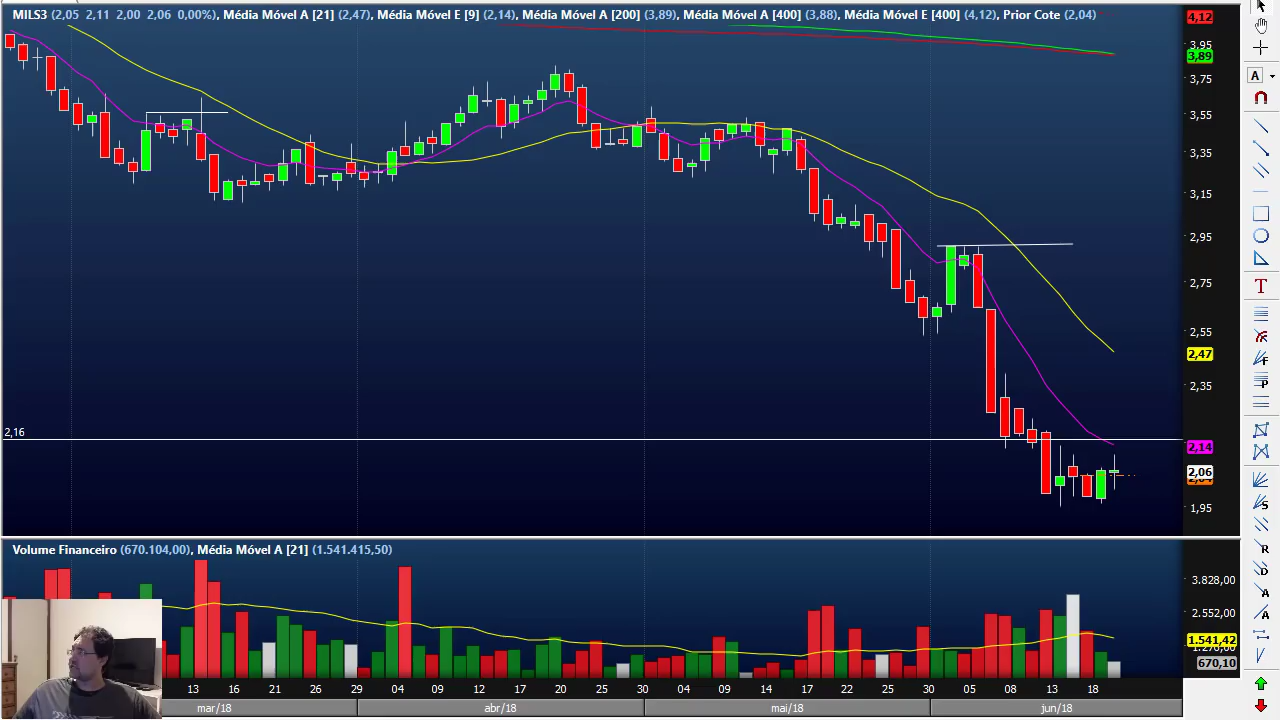 MILS3 (2,05 2,11 2,00 2,06 0,00%), Média Móvel A [21] (2,47), Média Móvel E [9] (2,14), Média Móvel A [200] (3,89), Média Móvel A [400] (3,88), Média Móvel E [400] (4,12), Prior Cote (2,04)
4,12
3,95
3,89
3,75
3,55
3,35
3,15
2,95
2,75
2,55
2,47
2,35
2,16
2,14
2,06
1,95
Volume Financeiro (670.104,00), Média Móvel A [21] (1.541.415,50)
3.828,00
2.552,00
1.541,42
670,10
13 16 21 26 29 04 09 12 17 20 25 30 04 09 14 17 22 25 30 05 08 13 18
mar/18 abr/18 mai/18 jun/18
A
T
F
P
S
R
D
A
A